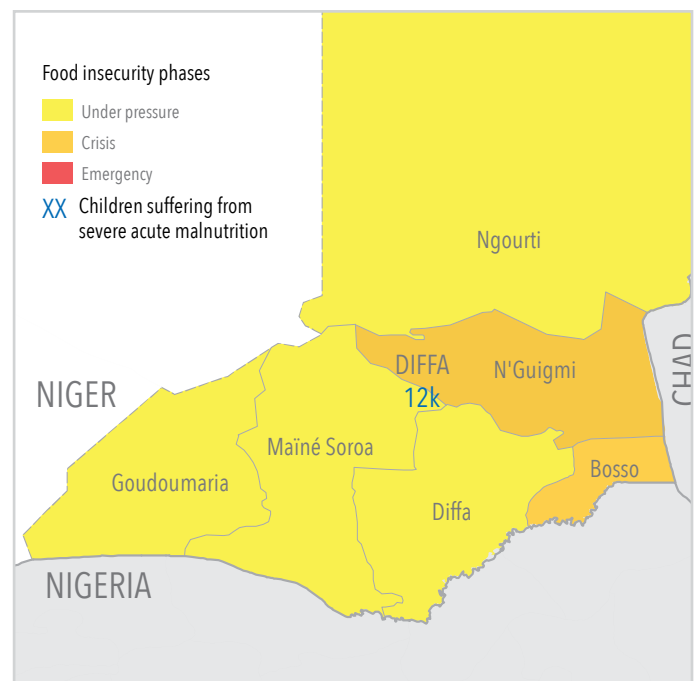 Food insecurity phases
Under pressure
Crisis
Emergency
XX Children suffering from
severe acute malnutrition
Ngourti
CHAD
DIFFA
N'Guigmi
12k
NIGER
Maïné Soroa
Bosso
Goudoumaria
Diffa
NIGERIA